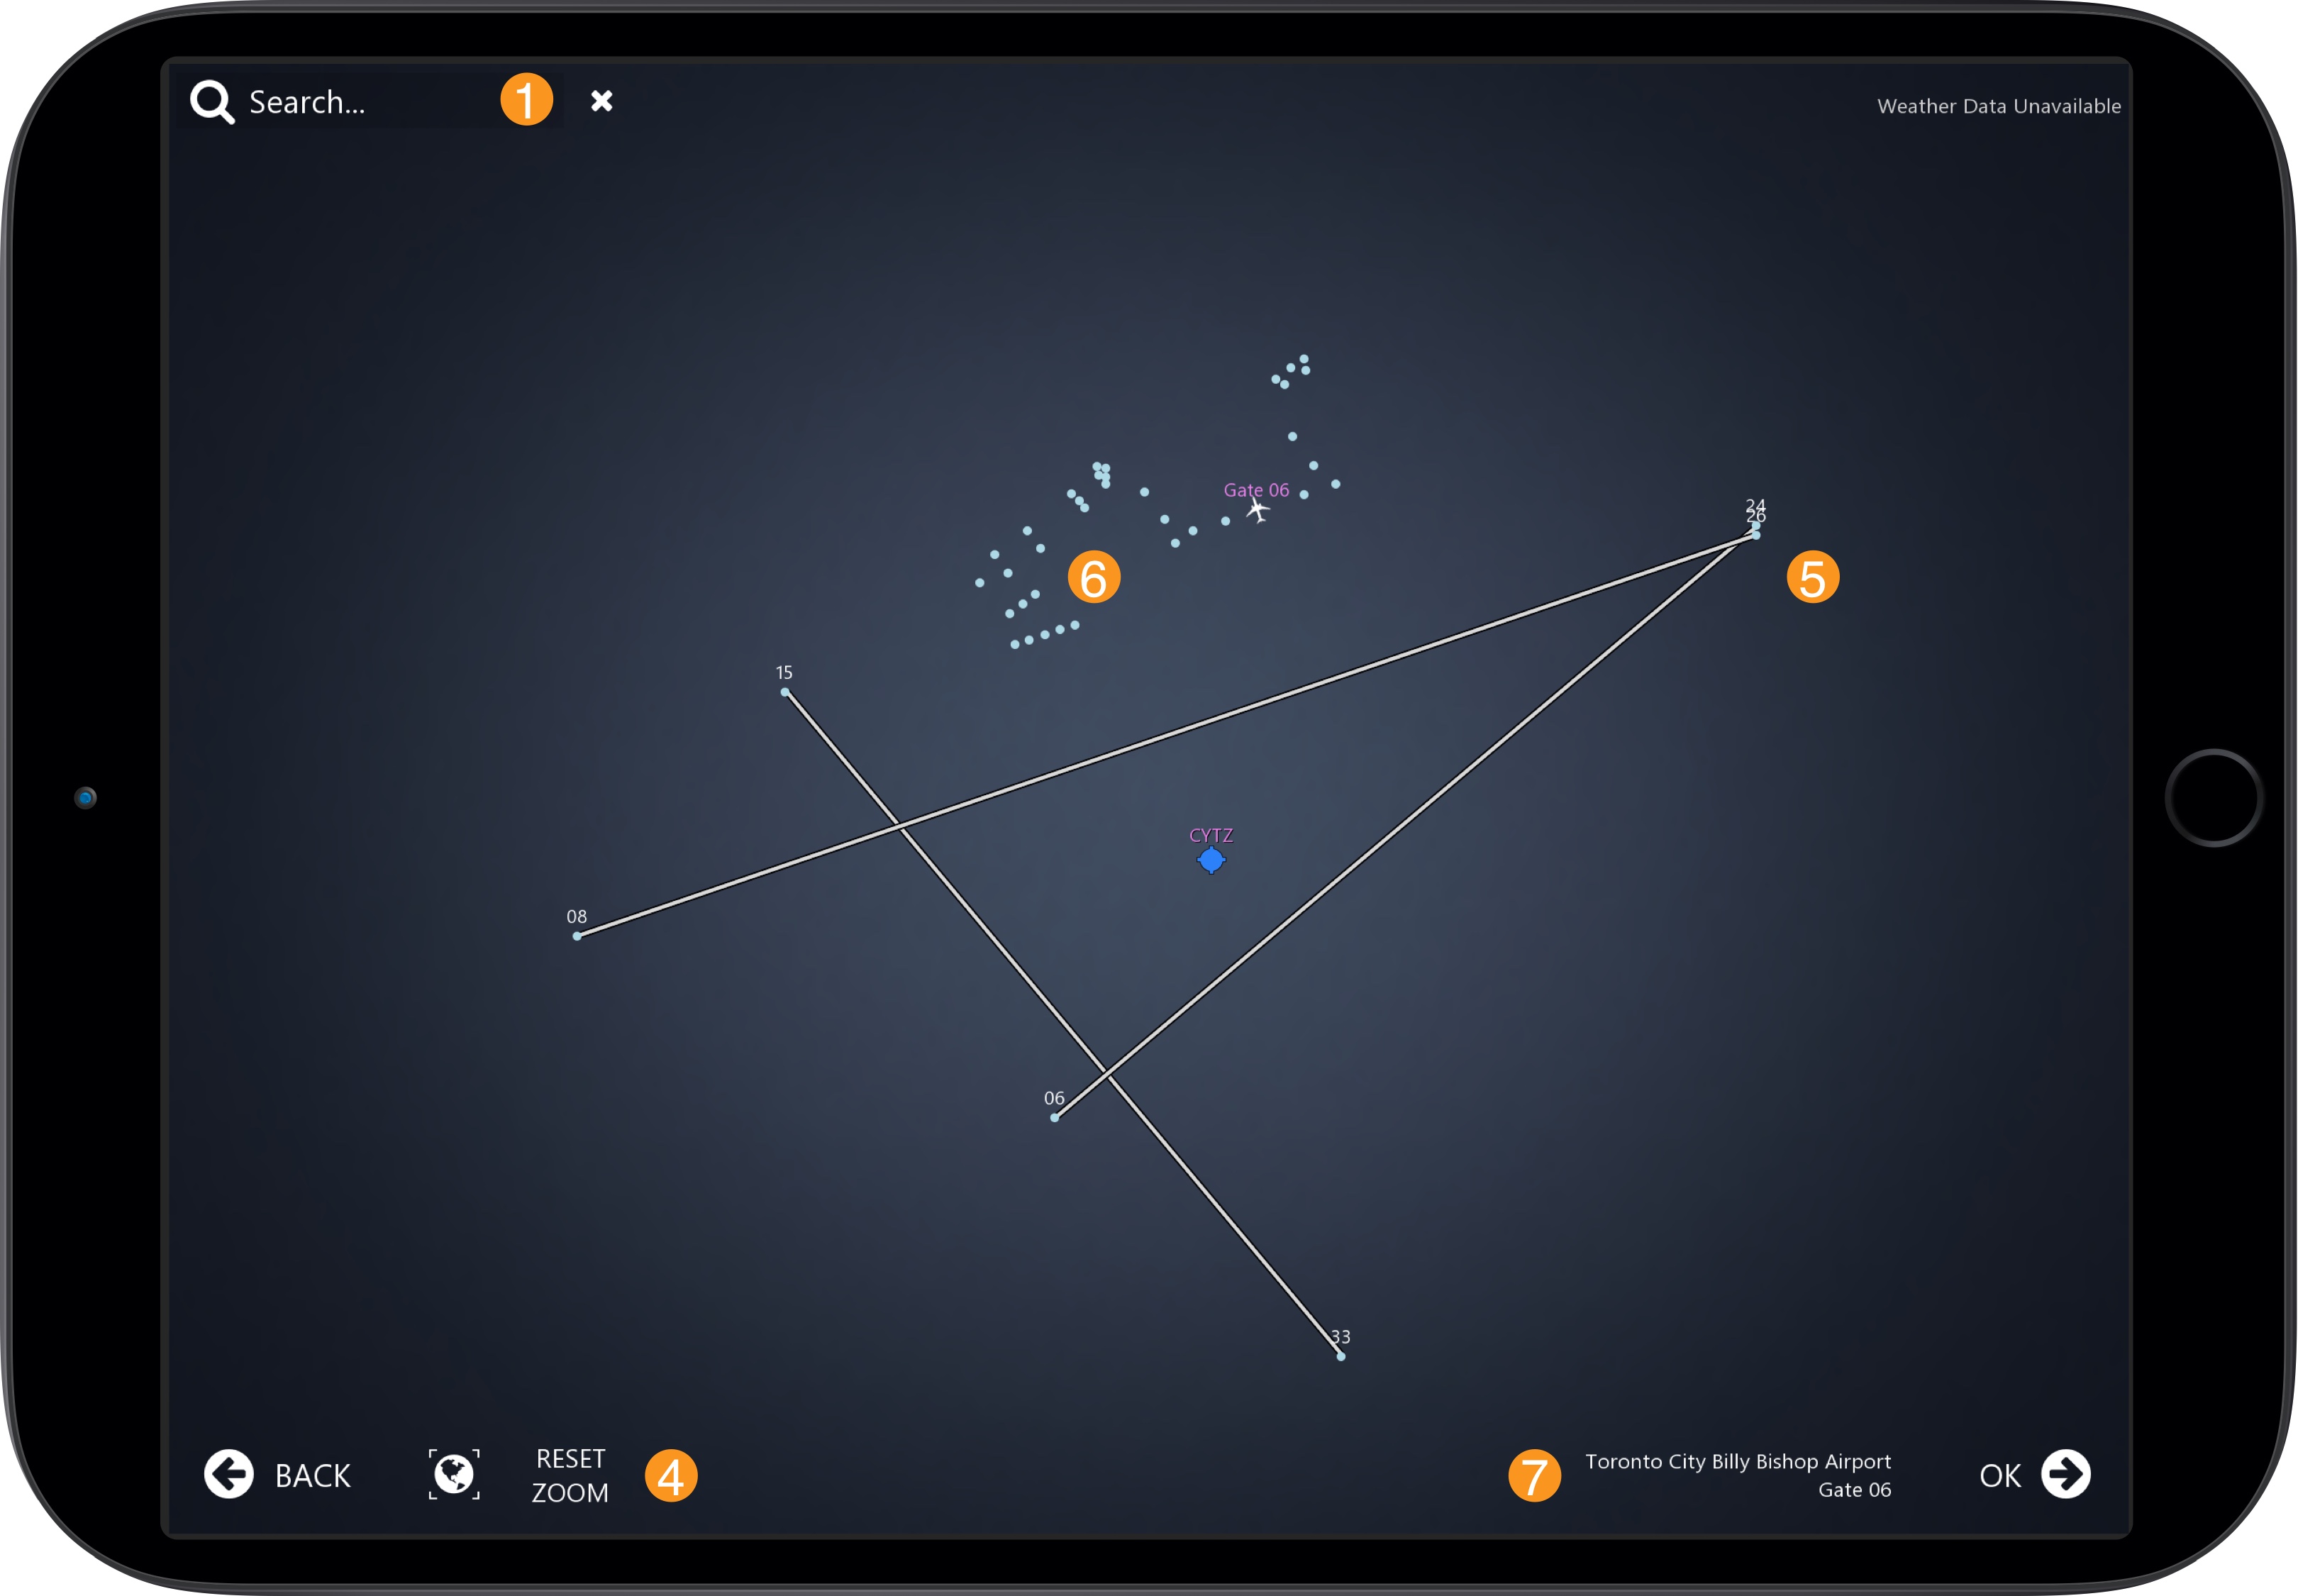 Search...
1
Weather Data Unavailable
Gate 06
24
26
6
5
15
CYTZ
08
06
33
BACK
RESET
ZOOM
4
7
Toronto City Billy Bishop Airport
Gate 06
OK